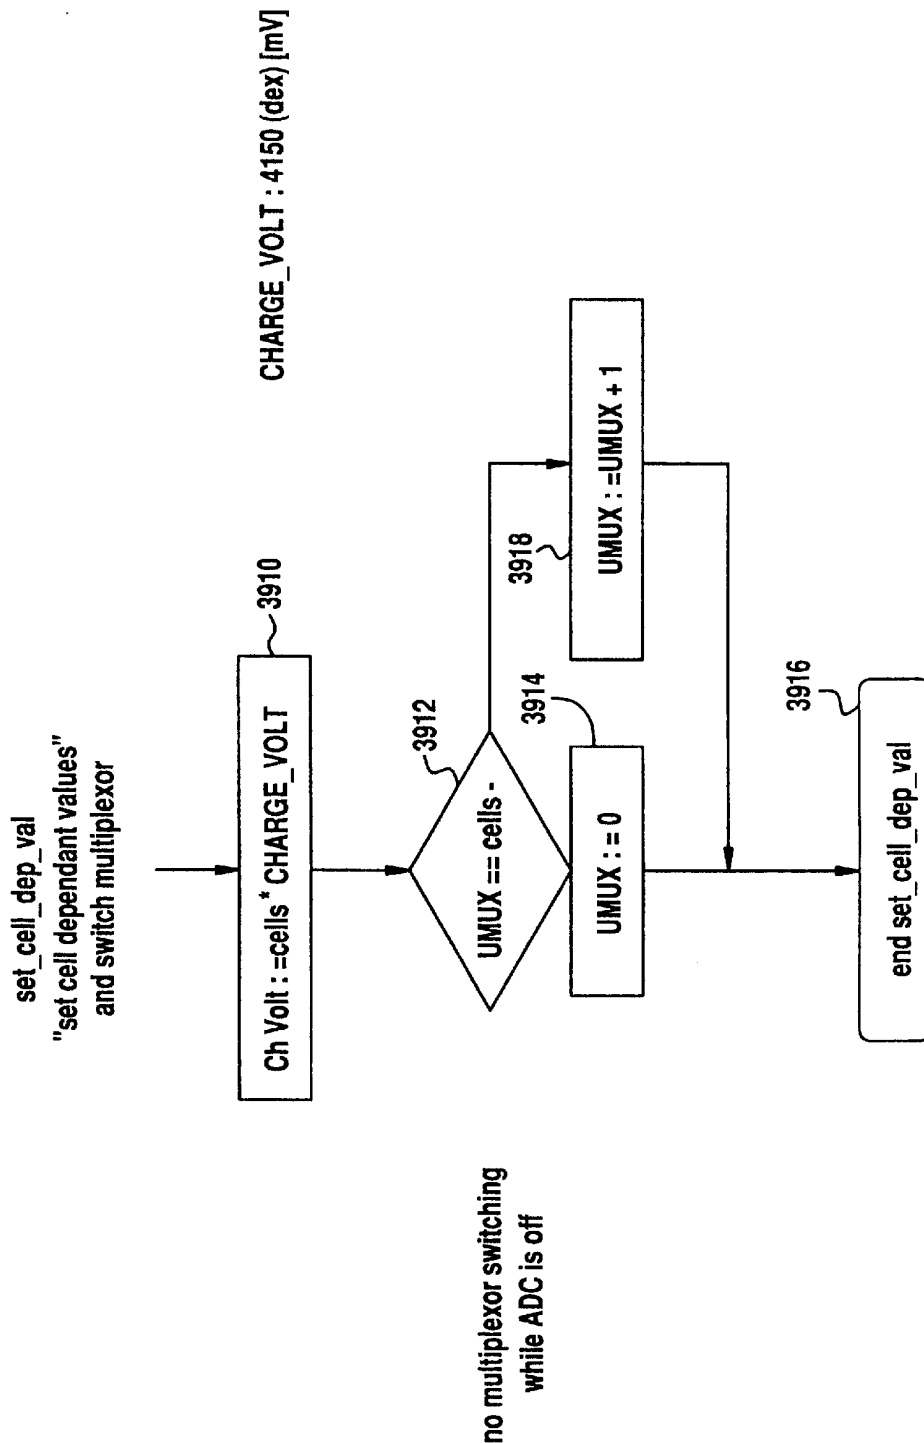 set_cell_dep_val
"set cell dependant values"
and switch multiplexor
CHARGE_VOLT : 4150 (dex) [mV]
Ch Volt : =cells * CHARGE_VOLT
3910
no multiplexor switching
while ADC is off
UMUX == cells -
3912
UMUX : = 0
3914
UMUX : =UMUX + 1
3918
end set_cell_dep_val
3916